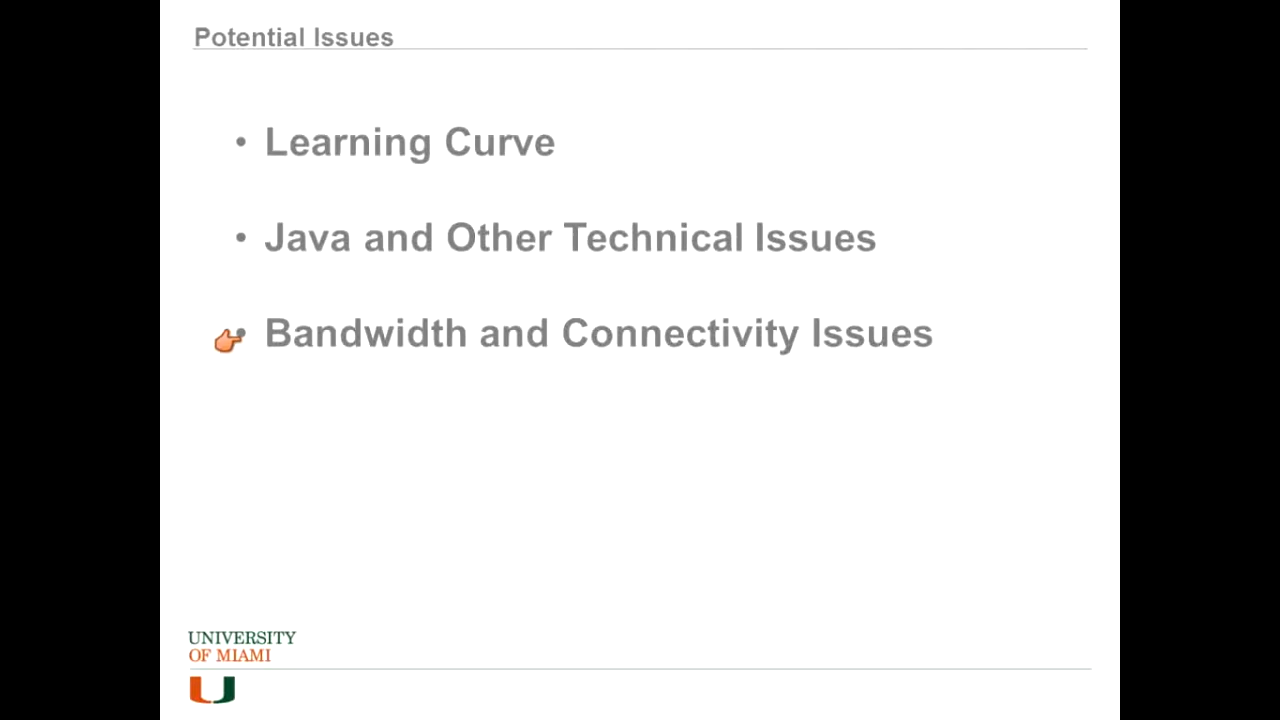 Potential Issues
• Learning Curve
• Java and Other Technical Issues
• Bandwidth and Connectivity Issues
UNIVERSITY
OF MIAMI
U